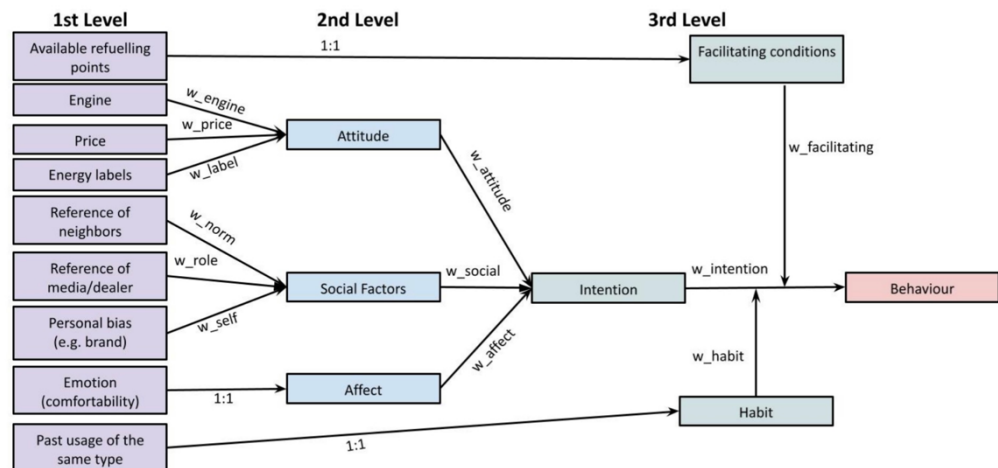 1st Level
2nd Level
3rd Level
Available refuelling
points
1:1
Facilitating conditions
Engine
w_engine
Price
w_price
Attitude
Energy labels
w_label
w_attitude
w_facilitating
Reference of
neighbors
w_norm
Reference of
media/dealer
w_role
Social Factors
w_social
Intention
w_intention
Behaviour
Personal bias
(e.g. brand)
w_self
w_affect
w_habit
Emotion
(comfortability)
1:1
Affect
Habit
Past usage of the
same type
1:1